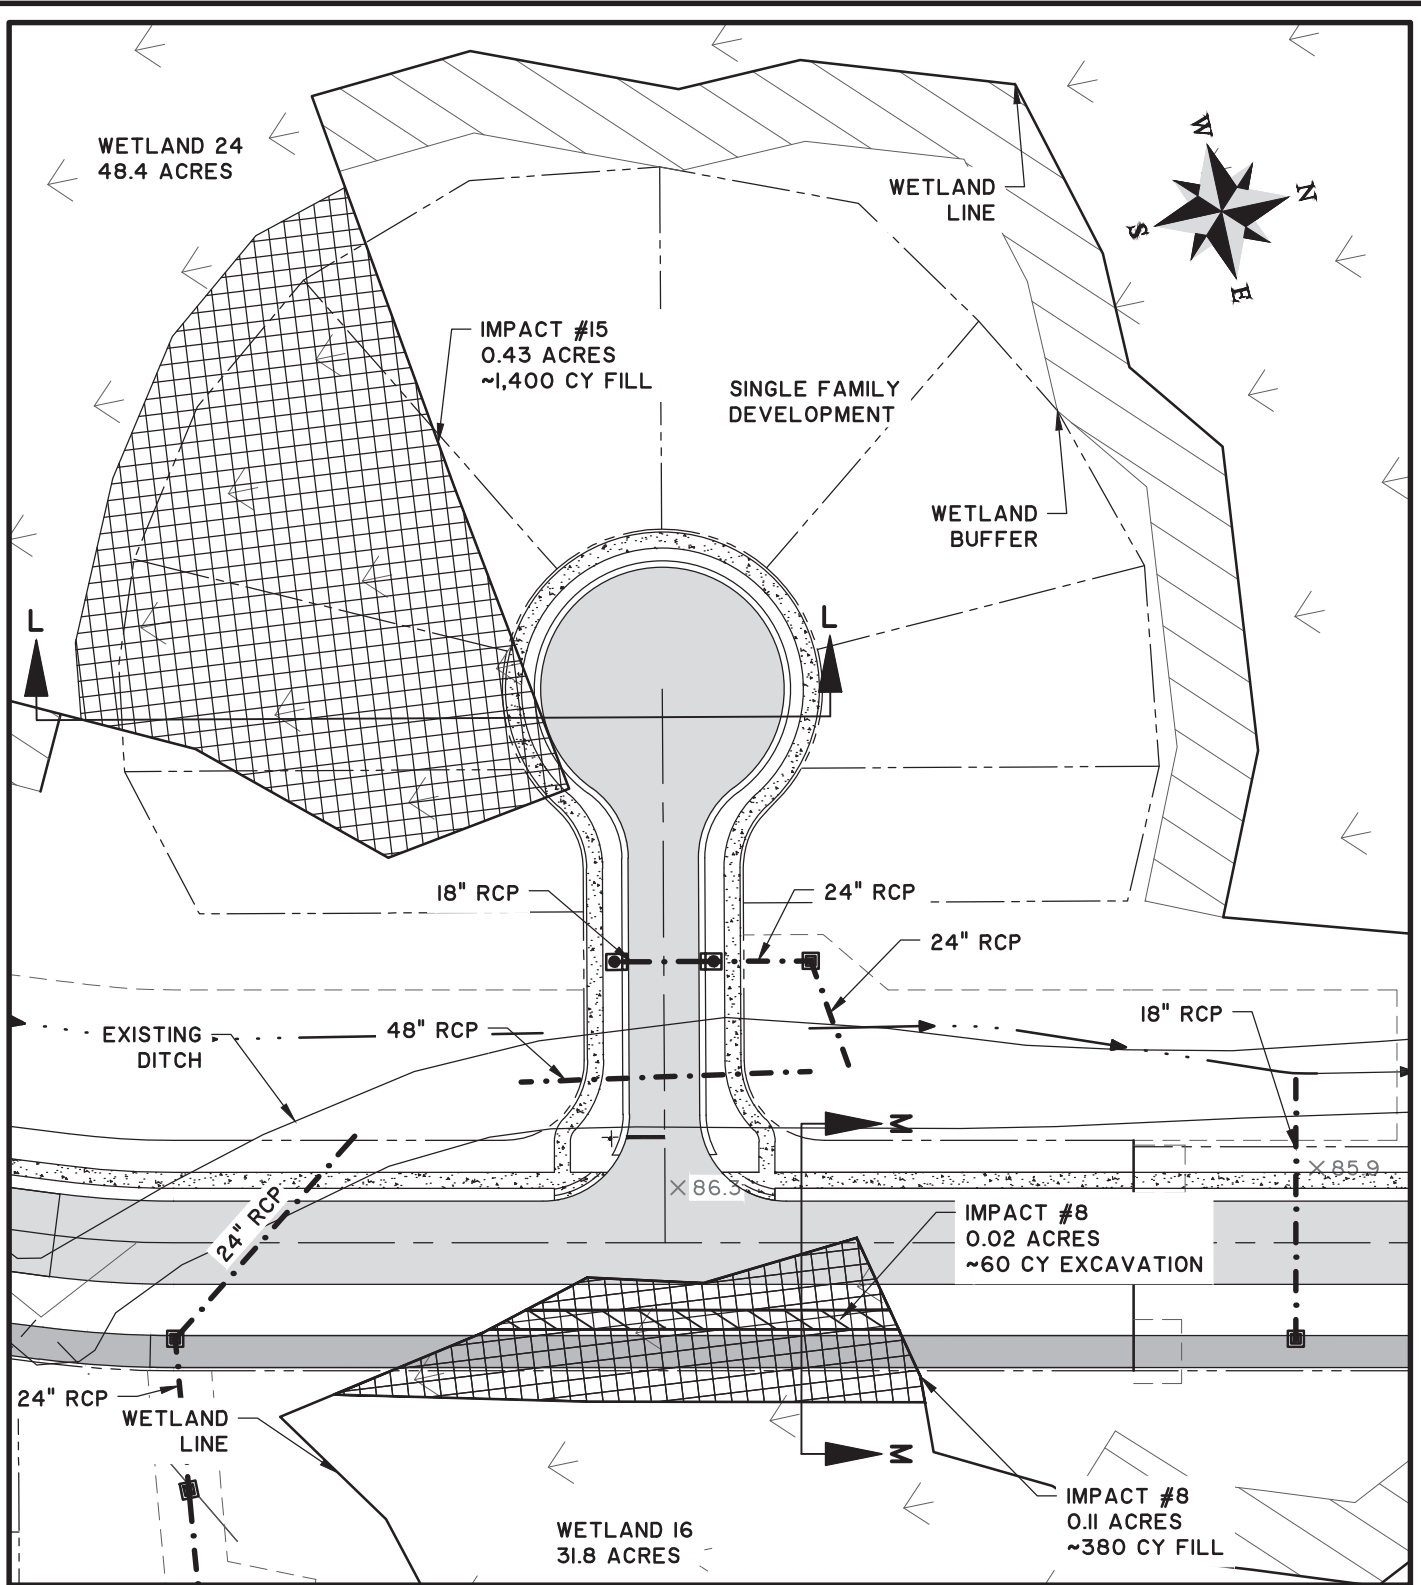 WETLAND 24
48.4 ACRES
W
N
S
E
WETLAND
LINE
IMPACT #15
0.43 ACRES
~1,400 CY FILL
SINGLE FAMILY
DEVELOPMENT
WETLAND
BUFFER
L
L
18" RCP
24" RCP
24" RCP
18" RCP
EXISTING
DITCH
48" RCP
M
×85.9
×86.3
24" RCP
IMPACT #8
0.02 ACRES
~60 CY EXCAVATION
24" RCP
WETLAND
LINE
M
IMPACT #8
0.11 ACRES
~380 CY FILL
WETLAND 16
31.8 ACRES